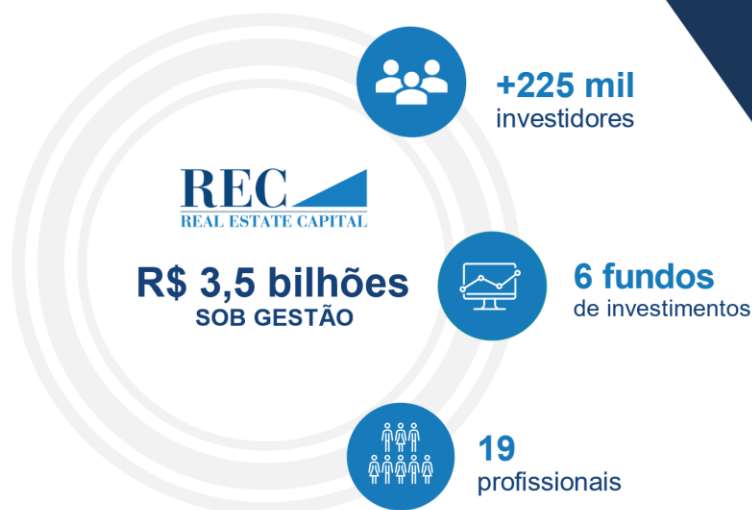 +225 mil
investidores
REC
REAL ESTATE CAPITAL
R$ 3,5 bilhões
SOB GESTÃO
6 fundos
de investimentos
19
profissionais